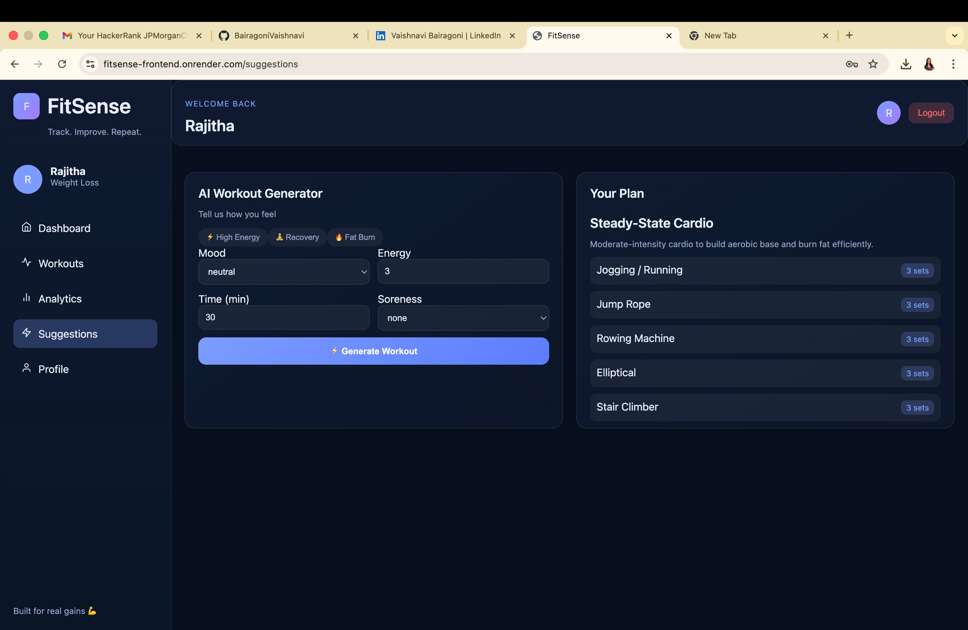 Your HackerRank JPMorganC
BairagoniVaishnavi
Vaishnavi Bairagoni | LinkedIn
FitSense
New Tab
fitsense-frontend.onrender.com/suggestions
F
FitSense
Track. Improve. Repeat.
R
Rajitha
Weight Loss
Dashboard
Workouts
Analytics
Suggestions
Profile
Built for real gains 💪
WELCOME BACK
Rajitha
R
Logout
AI Workout Generator
Tell us how you feel
⚡ High Energy
🧘 Recovery
🔥 Fat Burn
Mood
Energy
neutral
3
Time (min)
Soreness
30
none
⚡ Generate Workout
Your Plan
Steady-State Cardio
Moderate-intensity cardio to build aerobic base and burn fat efficiently.
Jogging / Running
3 sets
Jump Rope
3 sets
Rowing Machine
3 sets
Elliptical
3 sets
Stair Climber
3 sets